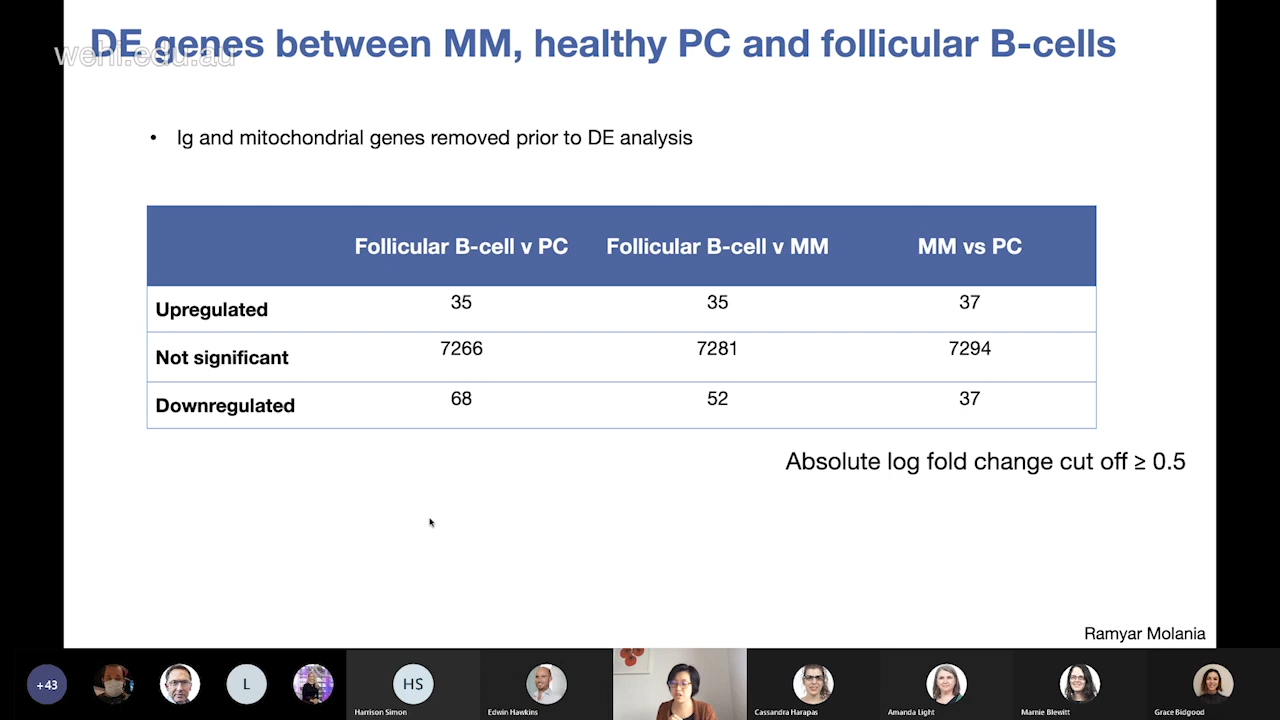 DE genes between MM, healthy PC and follicular B-cells
wehi.edu.au
• Ig and mitochondrial genes removed prior to DE analysis
Follicular B-cell v PC Follicular B-cell v MM MM vs PC
Upregulated 35 35 37
Not significant 7266 7281 7294
Downregulated 68 52 37
Absolute log fold change cut off ≥ 0.5
Ramyar Molania
+43 L HS
Harrison Simon Edwin Hawkins Cassandra Harapas Amanda Light Marnie Blewitt Grace Bidgood